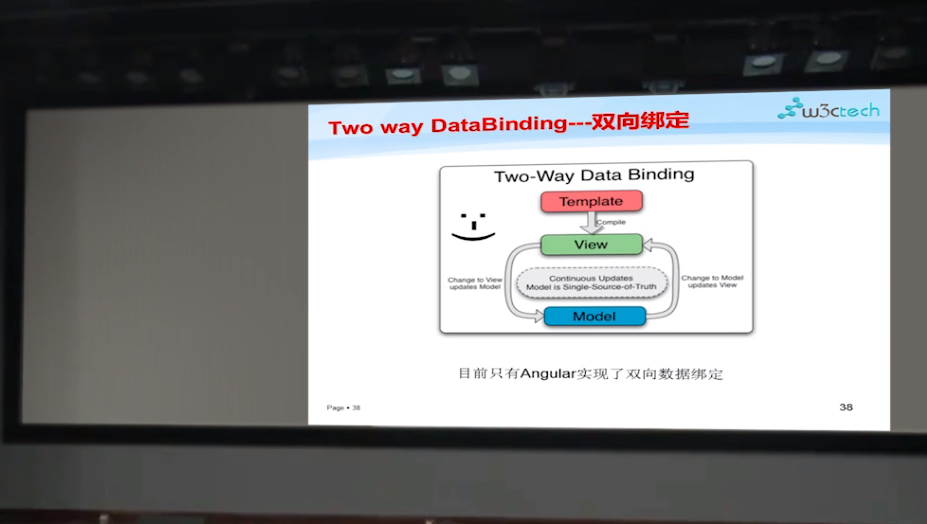 Two way DataBinding---双向绑定
w3ctech
Two-Way Data Binding
Template
Compile
View
Change to View
updates Model
Continuous Updates
Model is Single-Source-of-Truth
Change to Model
updates View
Model
目前只有Angular实现了双向数据绑定
Page • 38
38